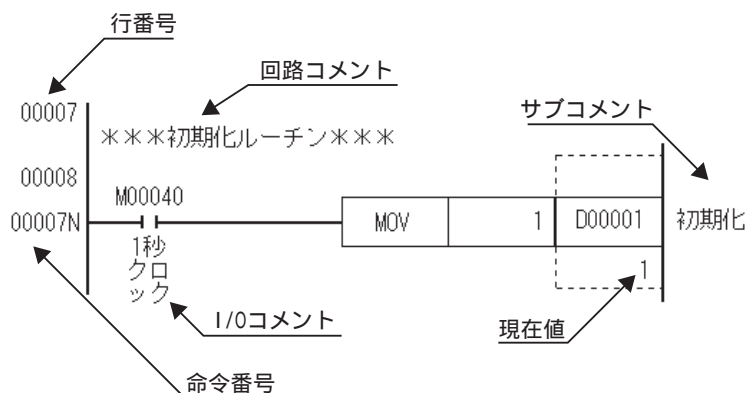 行番号
回路コメント
サブコメント
00007
***初期化ルーチン***
00008
M00040
00007N
MOV
1
D00001
初期化
1秒
クロ
ック
1
I/0コメント
現在値
命令番号